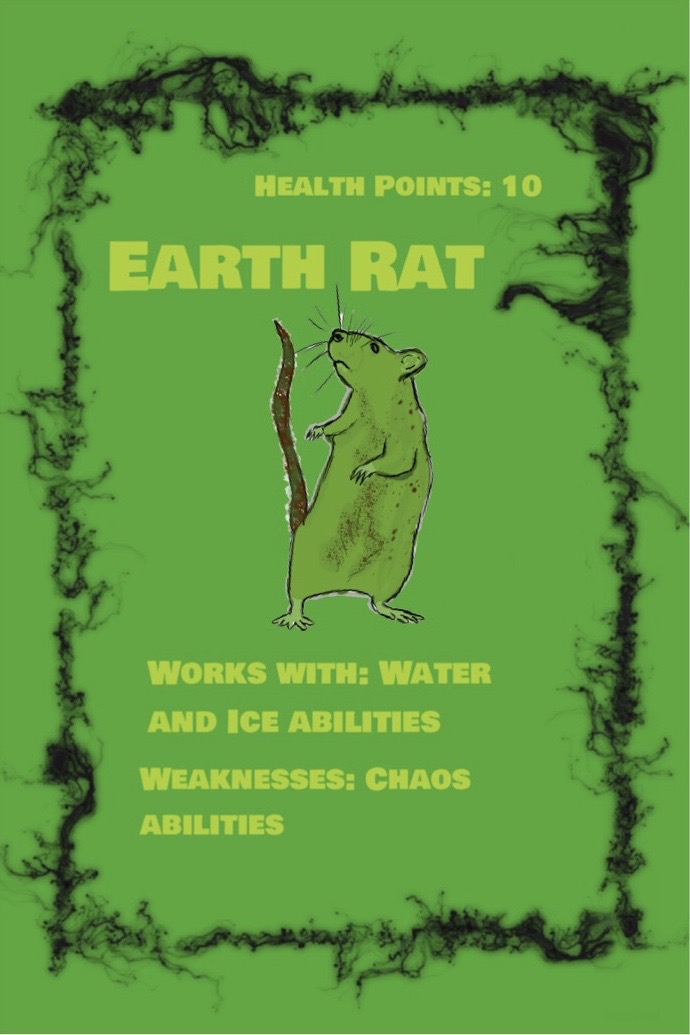 Health Points: 10
Earth Rat
Works with: Water
and Ice abilities
Weaknesses: Chaos
abilities